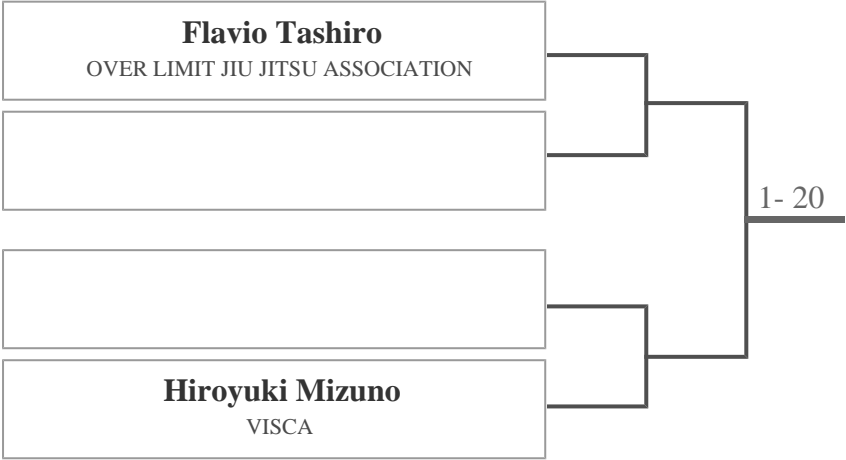 Flavio Tashiro
OVER LIMIT JIU JITSU ASSOCIATION
1- 20
Hiroyuki Mizuno
VISCA